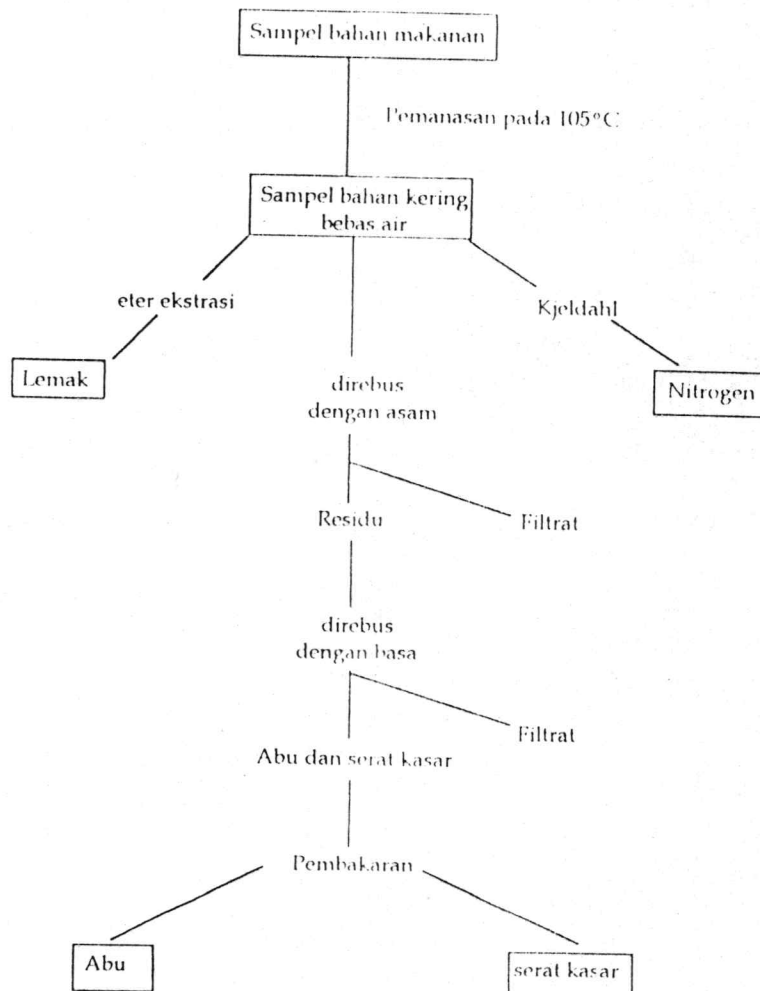 Sampel bahan makanan
Pemanasan pada 105°C
Sampel bahan kering
bebas air
eter ekstrasi
Kjeldahl
Lemak
Nitrogen
direbus
dengan asam
Residu
Filtrat
direbus
dengan basa
Filtrat
Abu dan serat kasar
Pembakaran
Abu
serat kasar